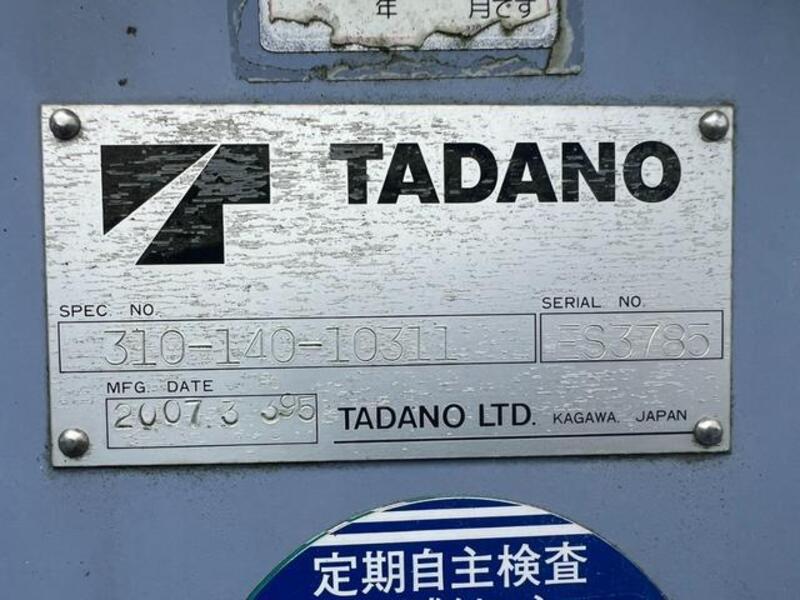 年 月です
TADANO
SPEC NO.
310-140-10311
SERIAL NO.
ES3785
MFG. DATE
2007.3 395
TADANO LTD. KAGAWA, JAPAN
定期自主検査